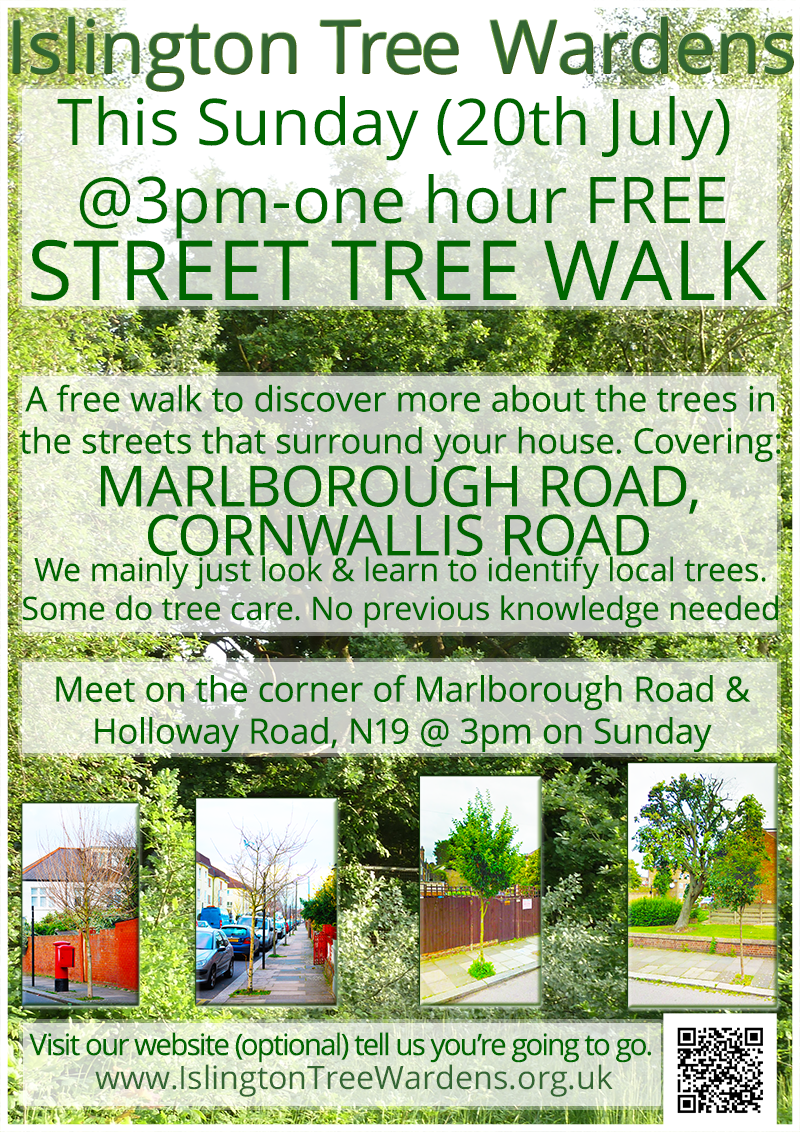 Islington Tree Wardens
This Sunday (20th July)
@3pm-one hour FREE
STREET TREE WALK
A free walk to discover more about the trees in
the streets that surround your house. Covering:
MARLBOROUGH ROAD,
CORNWALLIS ROAD
We mainly just look & learn to identify local trees.
Some do tree care. No previous knowledge needed
Meet on the corner of Marlborough Road &
Holloway Road, N19 @ 3pm on Sunday
Visit our website (optional) tell us you're going to go.
www.IslingtonTreeWardens.org.uk